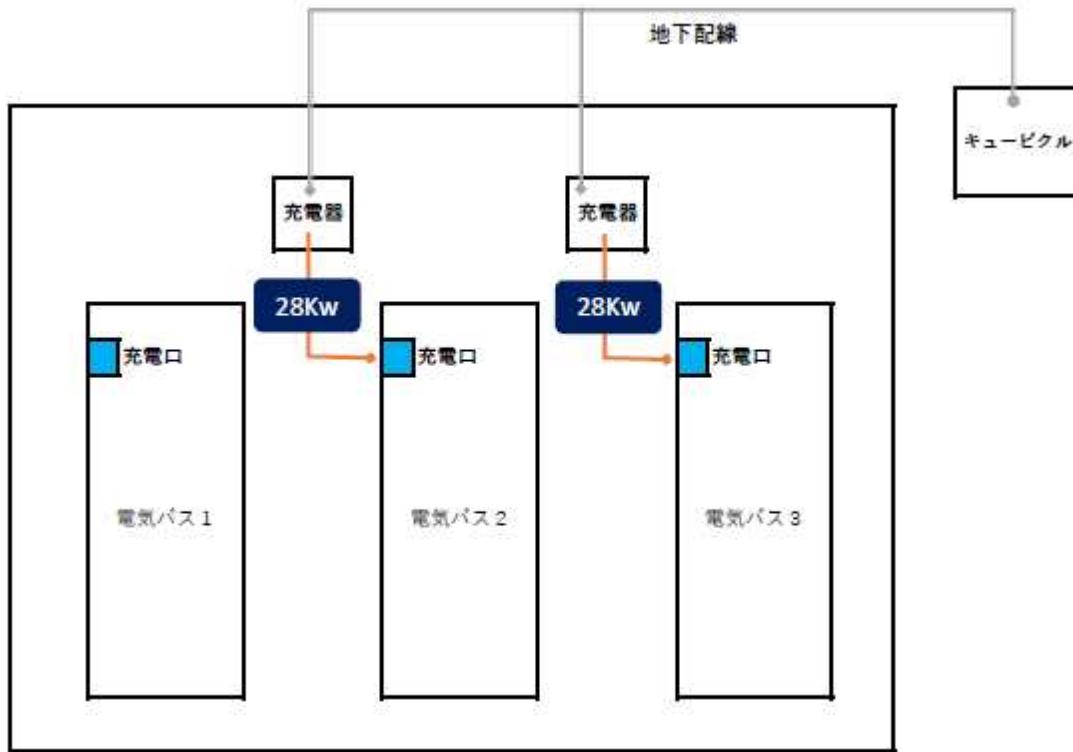 地下配線
キュービクル
充電器
充電器
28Kw
28Kw
充電口
充電口
充電口
電気バス1
電気バス2
電気バス3